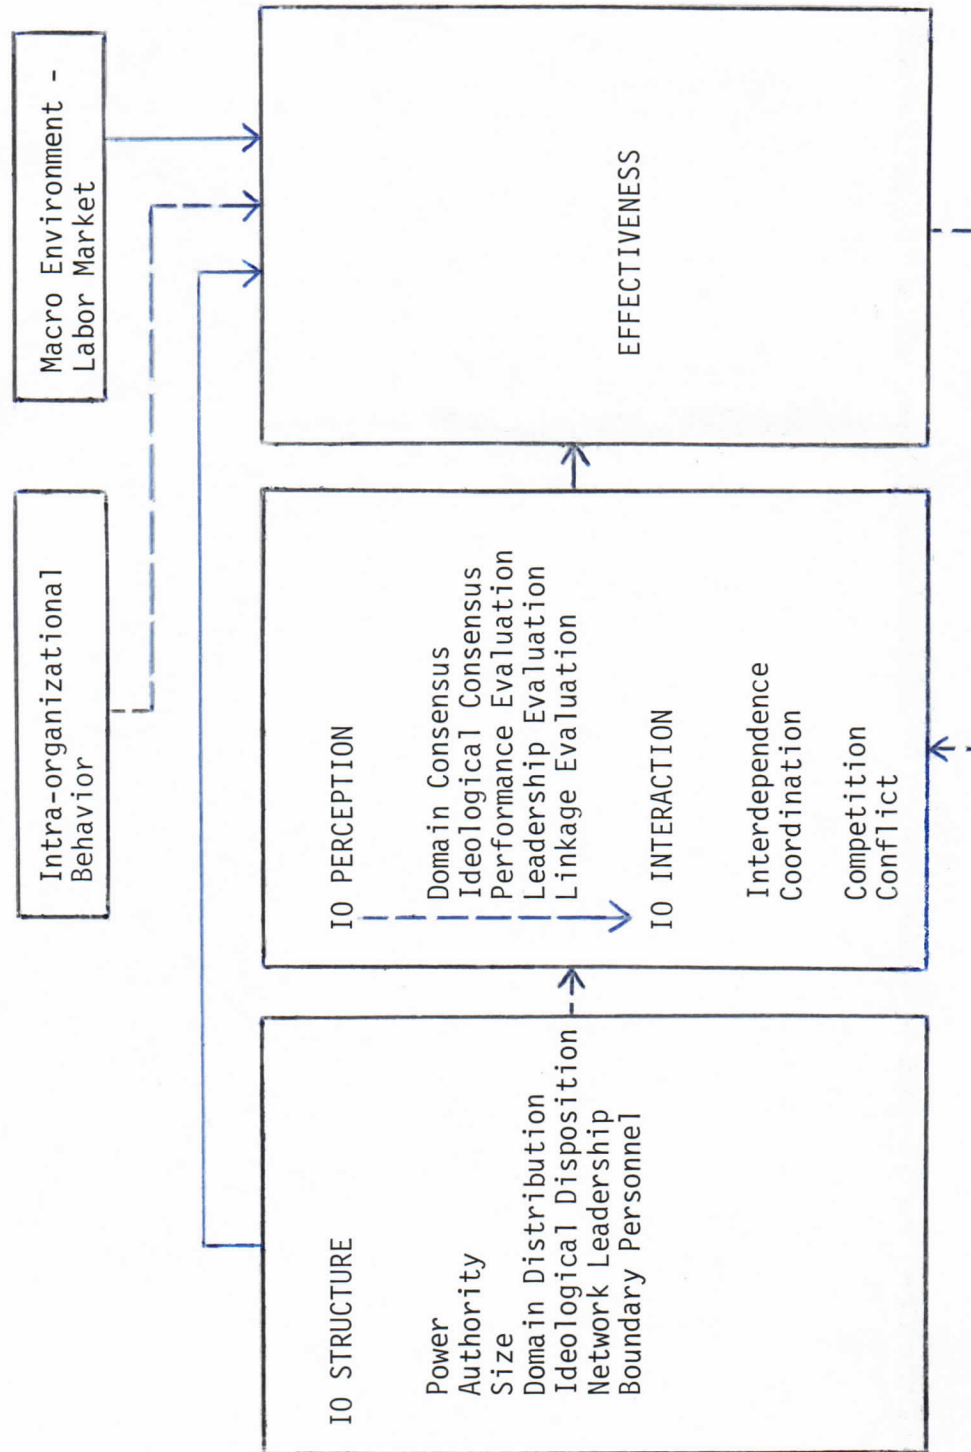 Intra-organizational
Behavior
Macro Environment -
Labor Market
IO STRUCTURE
Power
Authority
Size
Domain Distribution
Ideological Disposition
Network Leadership
Boundary Personnel
IO PERCEPTION
Domain Consensus
Ideological Consensus
Performance Evaluation
Leadership Evaluation
Linkage Evaluation
IO INTERACTION
Interdependence
Coordination
Competition
Conflict
EFFECTIVENESS